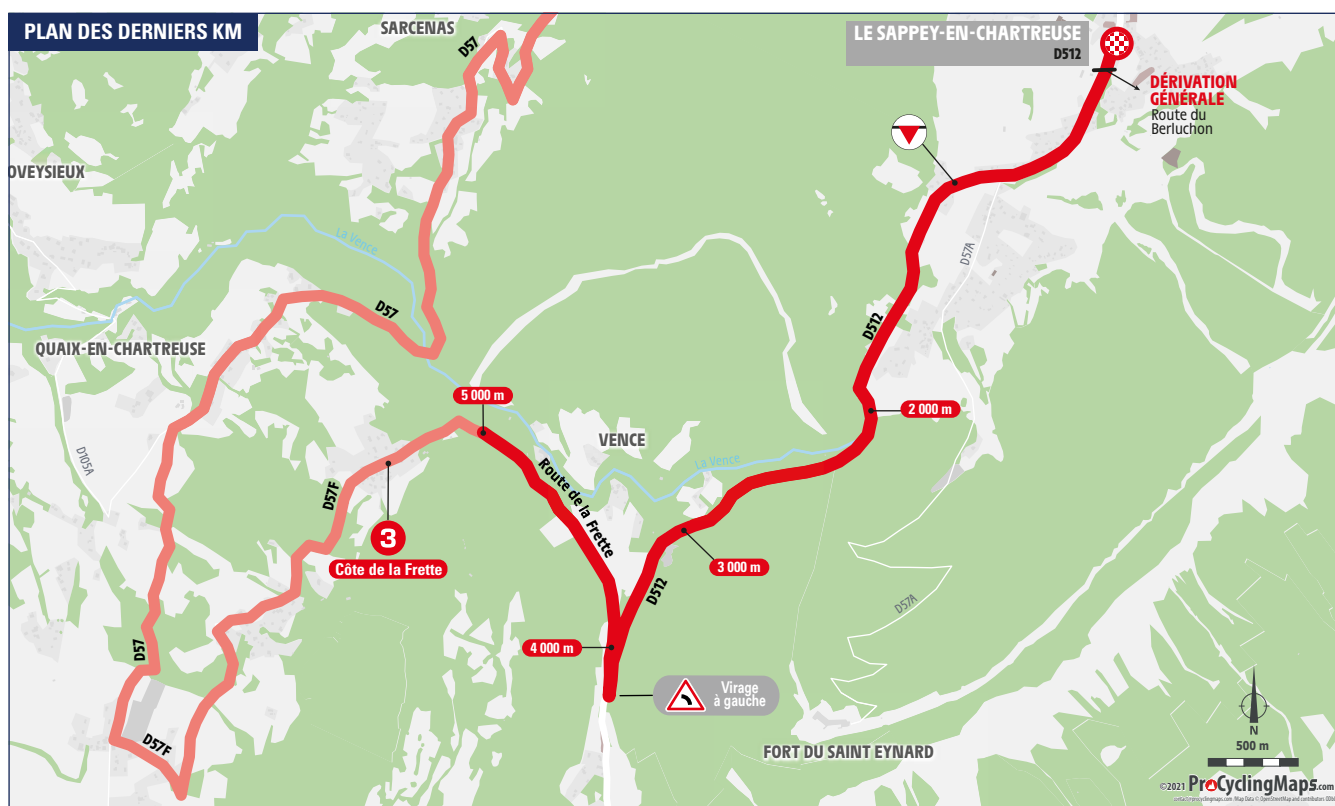 PLAN DES DERNIERS KM
SARCENAS
D57
LE SAPPEY-EN-CHARTREUSE
D512
DÉRIVATION
GÉNÉRALE
Route du
Berluchon
OVEYSIEUX
La Vence
D57A
D57
D512
QUAIX-EN-CHARTREUSE
5 000 m
2 000 m
VENCE
D105A
La Vence
Route de la Frette
D57F
3
Côte de la Frette
3 000 m
D512
D57A
4 000 m
D57
Virage
à gauche
D57F
FORT DU SAINT EYNARD
N
500 m
©2021 ProCyclingMaps.com